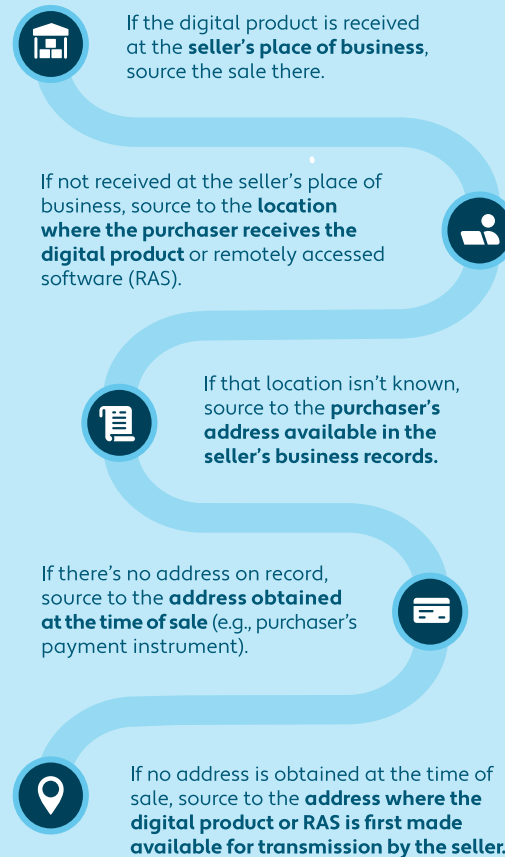 If the digital product is received
at the seller's place of business,
source the sale there.
If not received at the seller's place of
business, source to the location
where the purchaser receives the
digital product or remotely accessed
software (RAS).
If that location isn't known,
source to the purchaser's
address available in the
seller's business records.
If there's no address on record,
source to the address obtained
at the time of sale (e.g., purchaser's
payment instrument).
If no address is obtained at the time of
sale, source to the address where the
digital product or RAS is first made
available for transmission by the seller.